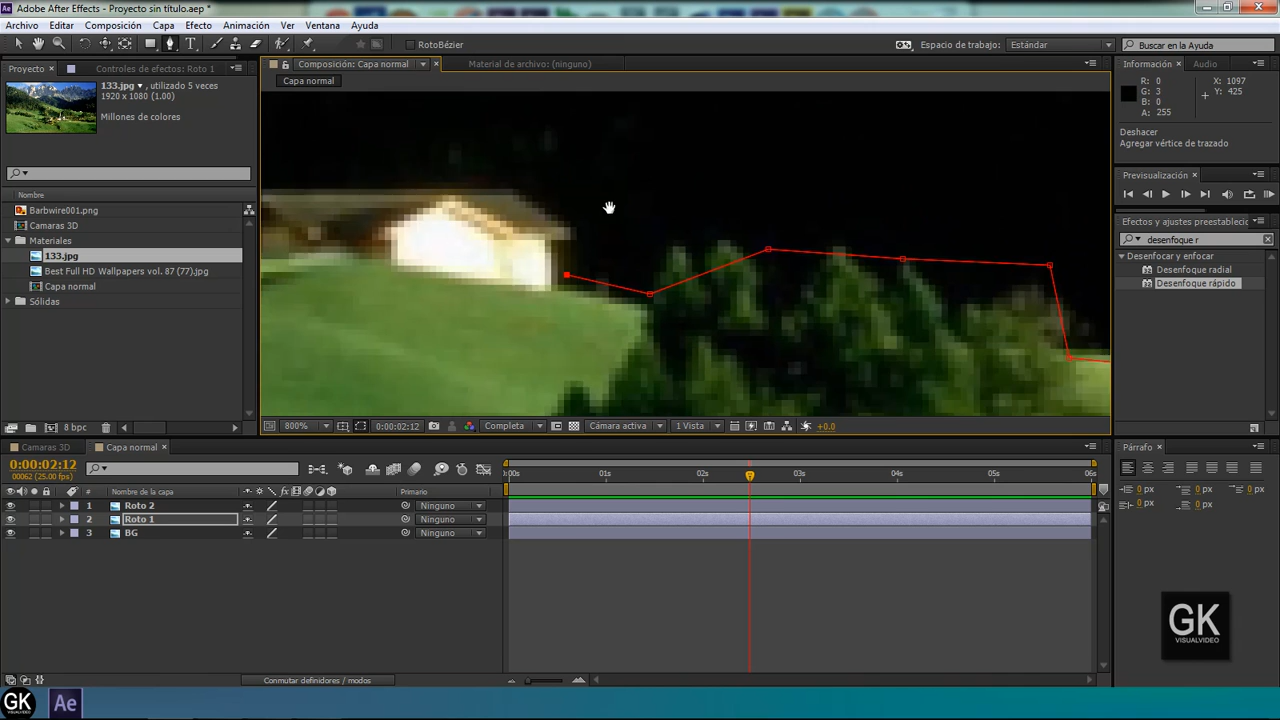 Adobe After Effects - Proyecto sin título.aep *
Archivo Editar Composición Capa Efecto Animación Ver Ventana Ayuda
RotoBézier
Espacio de trabajo: Estándar
Buscar en la Ayuda
Proyecto
Controles de efectos: Roto 1
Composición: Capa normal
Material de archivo: (ninguno)
Información
Audio
Capa normal
133.jpg , utilizado 5 veces
1920 x 1080 (1.00)
Millones de colores
R: 0
G: 3
B: 0
A: 255
X: 1097
Y: 425
Deshacer
Agregar vértice de trazado
Previsualización
Nombre
Barbwire001.png
Camaras 3D
Materiales
133.jpg
Best Full HD Wallpapers vol. 87 (77).jpg
Capa normal
Sólidas
Efectos y ajustes preestablecio
desenfoque r
Desenfocar y enfocar
Desenfoque radial
Desenfoque rápido
8 bpc
800%
0:00:02:12
Completa
Cámara activa
1 Vista
+0.0
Camaras 3D
Capa normal
Párrafo
0:00:02:12
00062 (25.00 fps)
:00s 01s 02s 03s 04s 05s 06s
# Nombre de la capa
Primario
1 Roto 2 Ninguno
2 Roto 1 Ninguno
3 BG Ninguno
0 px 0 px 0 px
0 px 0 px
Conmutar definidores / modos
GK
VISUALVIDEO
GK
Ae